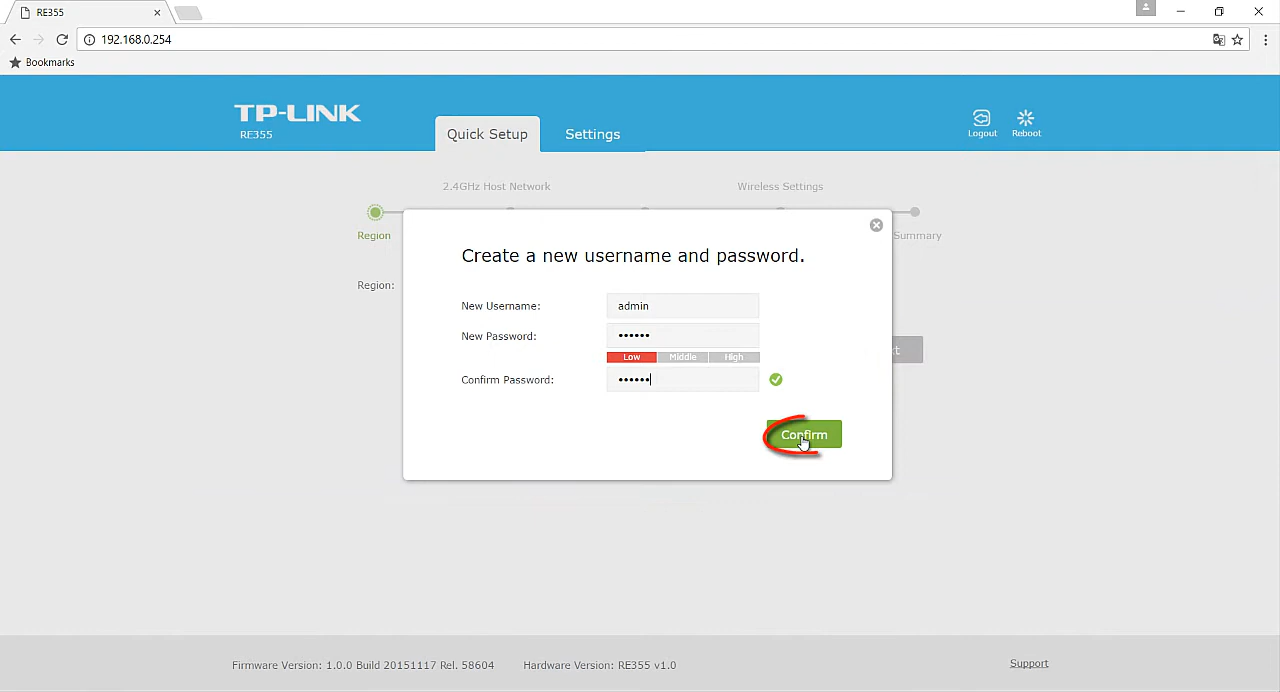 RE355
192.168.0.254
Bookmarks
TP-LINK
RE355
Quick Setup
Settings
Logout
Reboot
2.4GHz Host Network
Wireless Settings
Region
Summary
Create a new username and password.
Region:
New Username:
admin
New Password:
••••••
Low
Middle
High
Confirm Password:
••••••
Confirm
Firmware Version: 1.0.0 Build 20151117 Rel. 58604
Hardware Version: RE355 v1.0
Support